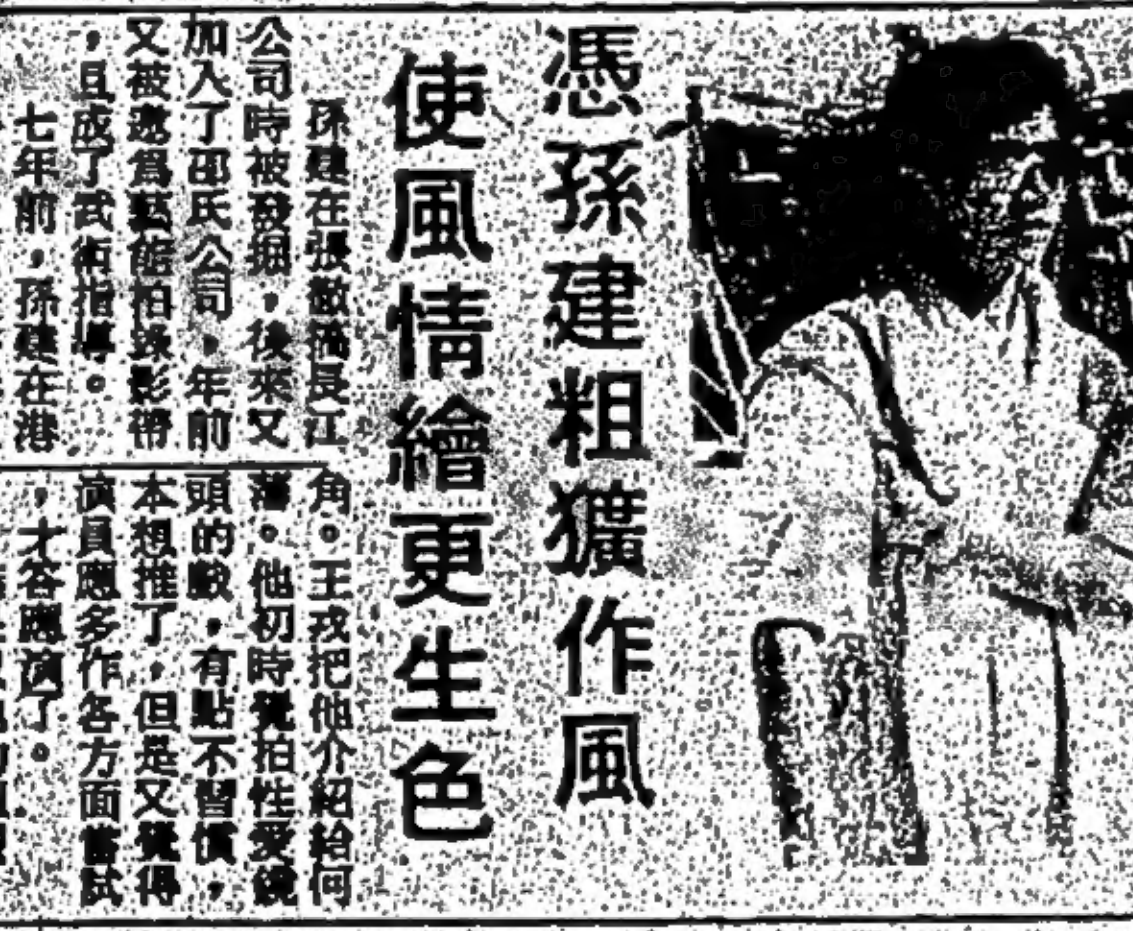 憑孫建粗獷作風
使風情繪更生色
孫建在張徹搞長江
公司時被發掘，後來又
加入了邵氏公司，年前
又被邀為藝能拍錄影帶
，且成了武術指導。
七年前，孫建在港
角。王戎把他介紹給何
藩。他初時覺拍性愛鏡
頭的戲，有點不習慣，
本想推了，但是又覺得
演員應多作各方面嘗試
，才答應演了。